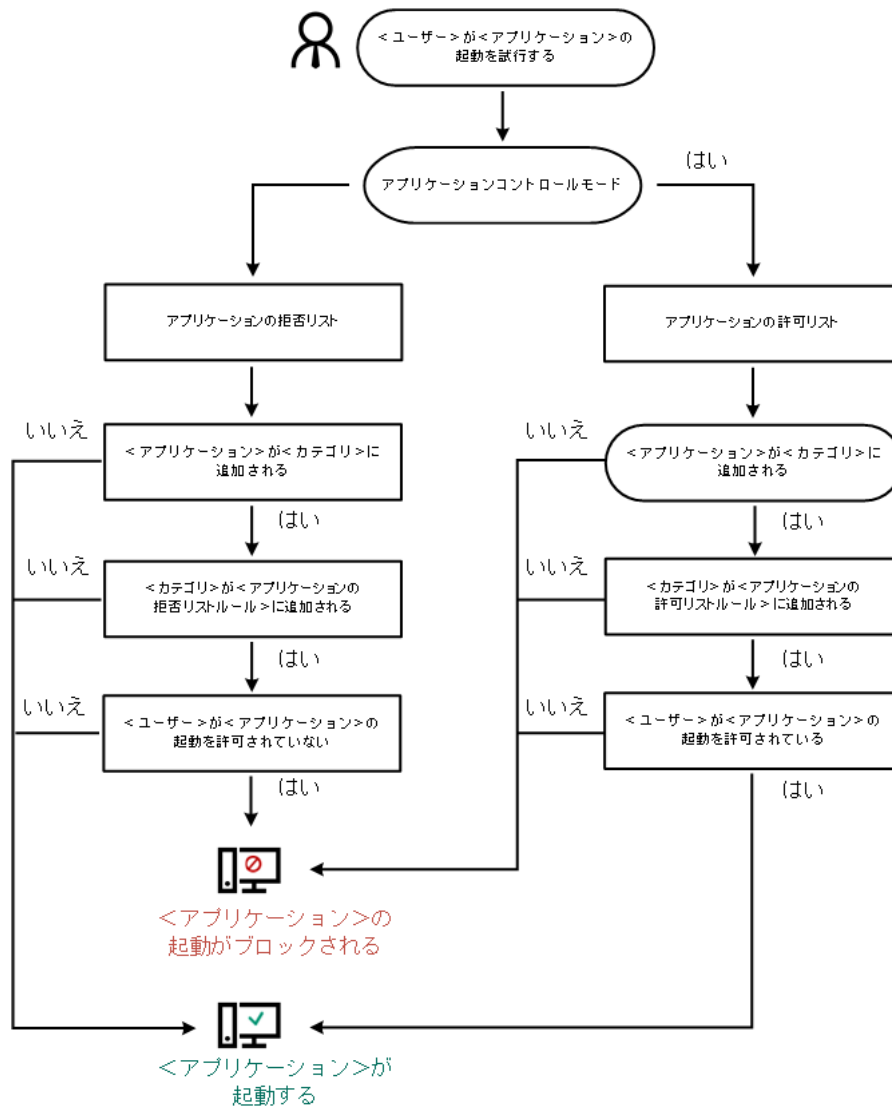 <ユーザー>が<アプリケーション>の
起動を試行する
はい
アプリケーションコントロールモード
アプリケーションの拒否リスト
アプリケーションの許可リスト
いいえ
<アプリケーション>が<カテゴリ>に
追加される
いいえ
<アプリケーション>が<カテゴリ>に
追加される
はい
はい
いいえ
<カテゴリ>が<アプリケーションの
拒否リストルール>に追加される
いいえ
<カテゴリ>が<アプリケーションの
許可リストルール>に追加される
はい
はい
いいえ
<ユーザー>が<アプリケーション>の
起動を許可されていない
いいえ
<ユーザー>が<アプリケーション>の
起動を許可されている
はい
はい
<アプリケーション>の
起動がブロックされる
<アプリケーション>が
起動する